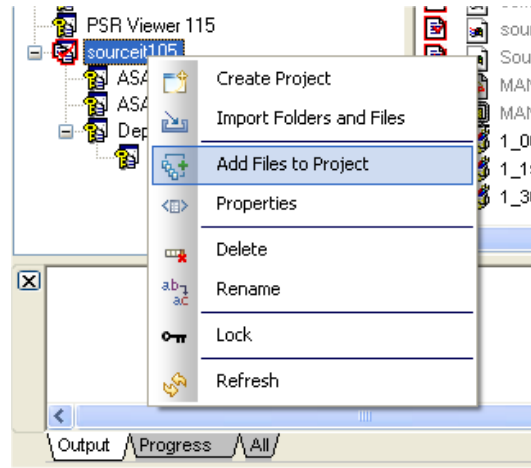 PSR Viewer 115
sourceit105
ASA
ASA
Dep
Create Project
Import Folders and Files
Add Files to Project
Properties
Delete
Rename
Lock
Refresh
sour
Sou
MAN
MAN
1_0
1_1
1_3
Output
Progress
All